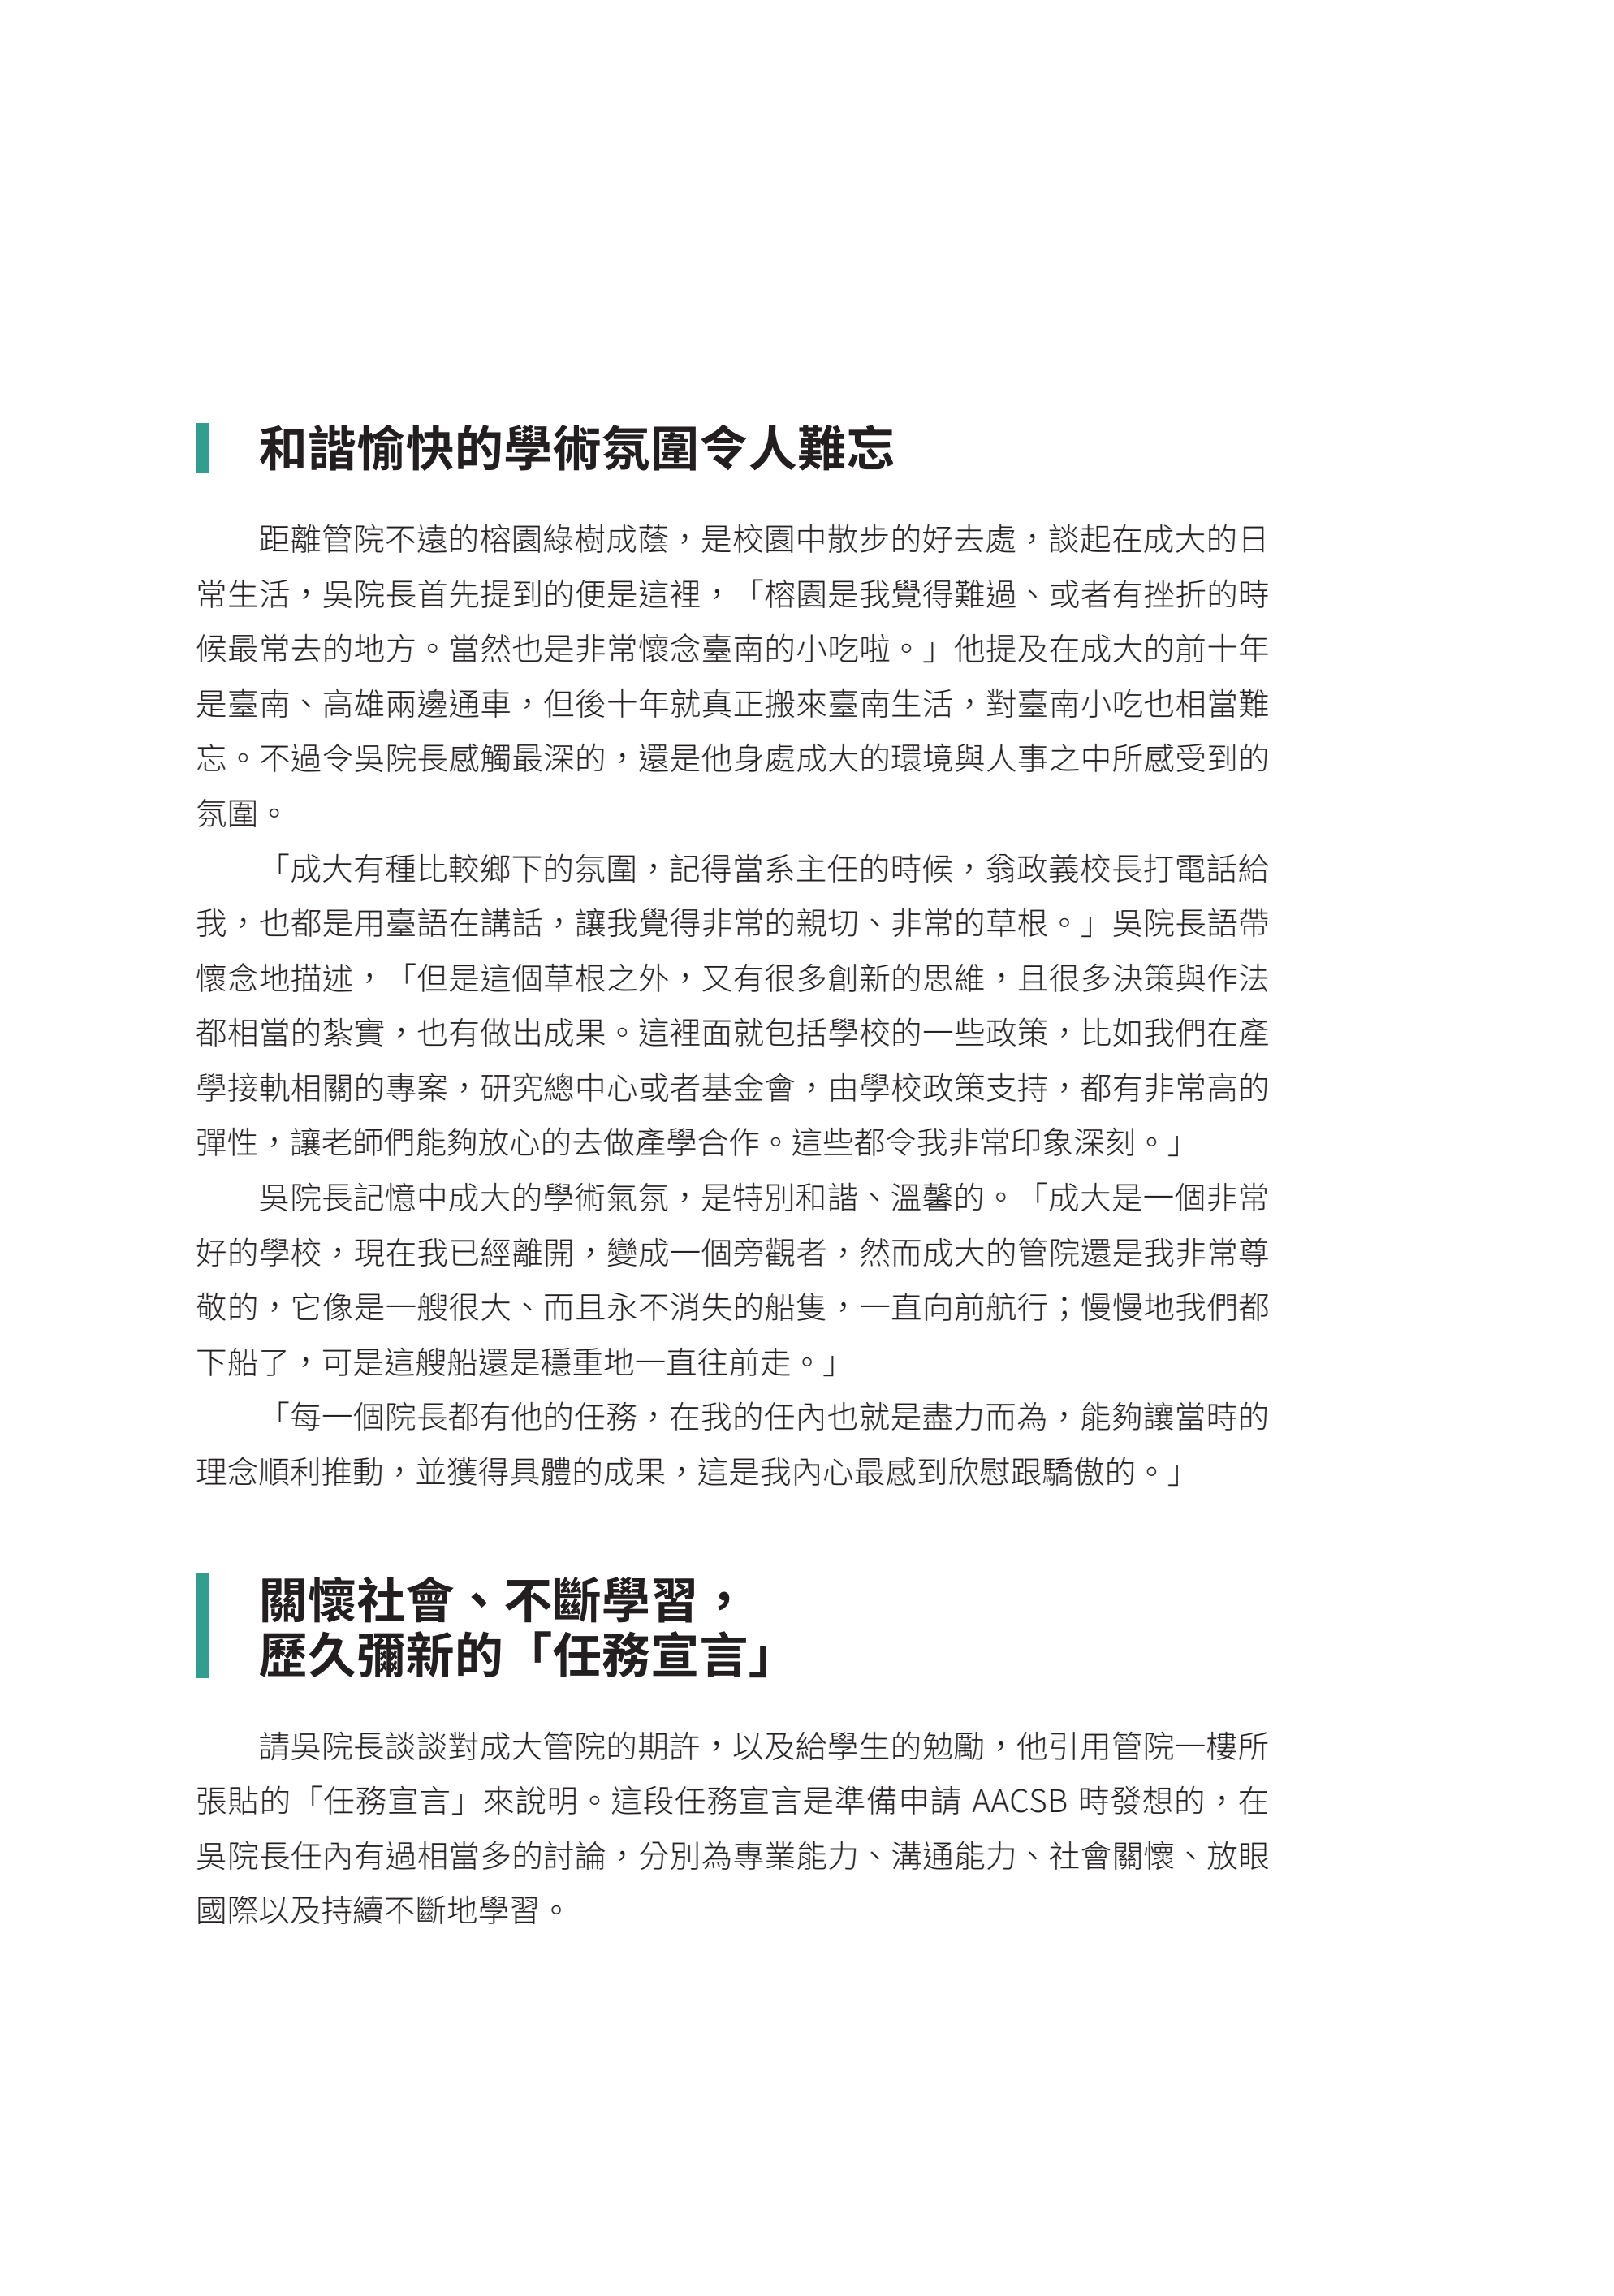 和諧愉快的學術氛圍令人難忘
距離管院不遠的榕園綠樹成蔭，是校園中散步的好去處，談起在成大的日
常生活，吳院長首先提到的便是這裡，「榕園是我覺得難過、或者有挫折的時
候最常去的地方。當然也是非常懷念臺南的小吃啦。」他提及在成大的前十年
是臺南、高雄兩邊通車，但後十年就真正搬來臺南生活，對臺南小吃也相當難
忘。不過令吳院長感觸最深的，還是他身處成大的環境與人事之中所感受到的
氛圍。
「成大有種比較鄉下的氛圍，記得當系主任的時候，翁政義校長打電話給
我，也都是用臺語在講話，讓我覺得非常的親切、非常的草根。」吳院長語帶
懷念地描述，「但是這個草根之外，又有很多創新的思維，且很多決策與作法
都相當的紮實，也有做出成果。這裡面就包括學校的一些政策，比如我們在產
學接軌相關的專案，研究總中心或者基金會，由學校政策支持，都有非常高的
彈性，讓老師們能夠放心的去做產學合作。這些都令我非常印象深刻。」
吳院長記憶中成大的學術氣氛，是特別和諧、溫馨的。「成大是一個非常
好的學校，現在我已經離開，變成一個旁觀者，然而成大的管院還是我非常尊
敬的，它像是一艘很大、而且永不消失的船隻，一直向前航行；慢慢地我們都
下船了，可是這艘船還是穩重地一直往前走。」
「每一個院長都有他的任務，在我的任內也就是盡力而為，能夠讓當時的
理念順利推動，並獲得具體的成果，這是我內心最感到欣慰跟驕傲的。」
關懷社會、不斷學習，
歷久彌新的「任務宣言」
請吳院長談談對成大管院的期許，以及給學生的勉勵，他引用管院一樓所
張貼的「任務宣言」來說明。這段任務宣言是準備申請 AACSB 時發想的，在
吳院長任內有過相當多的討論，分別為專業能力、溝通能力、社會關懷、放眼
國際以及持續不斷地學習。